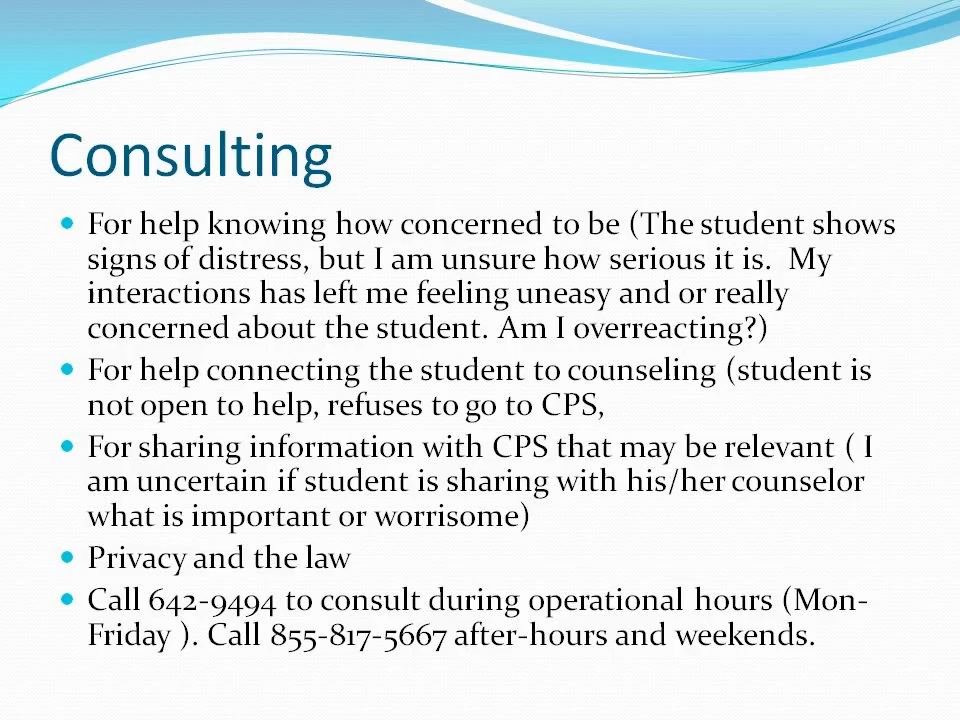 Consulting
• For help knowing how concerned to be (The student shows
signs of distress, but I am unsure how serious it is.  My
interactions has left me feeling uneasy and or really
concerned about the student. Am I overreacting?)
• For help connecting the student to counseling (student is
not open to help, refuses to go to CPS,
• For sharing information with CPS that may be relevant ( I
am uncertain if student is sharing with his/her counselor
what is important or worrisome)
• Privacy and the law
• Call 642-9494 to consult during operational hours (Mon-
Friday ). Call 855-817-5667 after-hours and weekends.